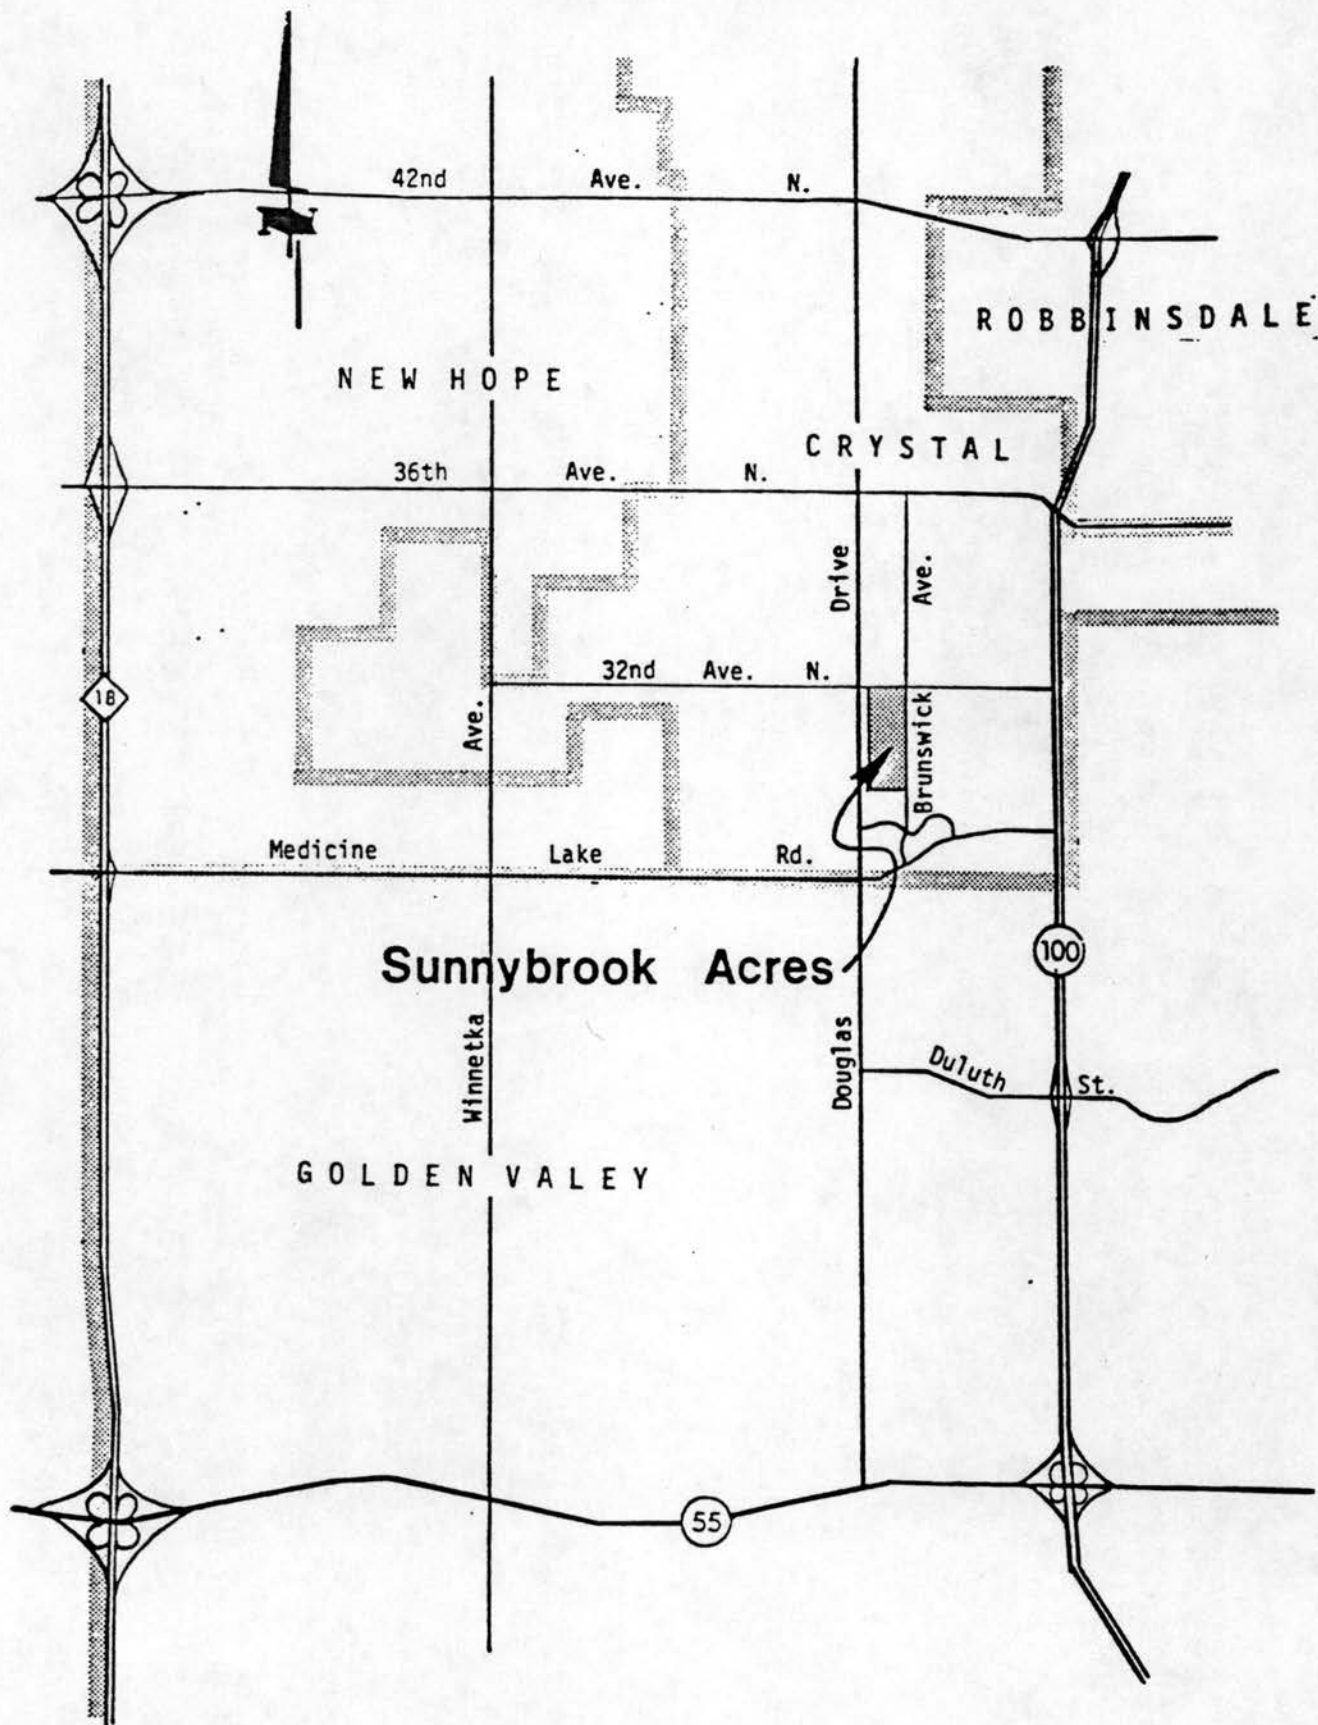 42nd Ave. N.
ROBBINSDALE
NEW HOPE
CRYSTAL
36th Ave. N.
Drive
Ave.
32nd Ave. N.
18
Ave.
Brunswick
Medicine Lake Rd.
Sunnybrook Acres
100
Winnetka
Douglas
Duluth St.
GOLDEN VALEY
55